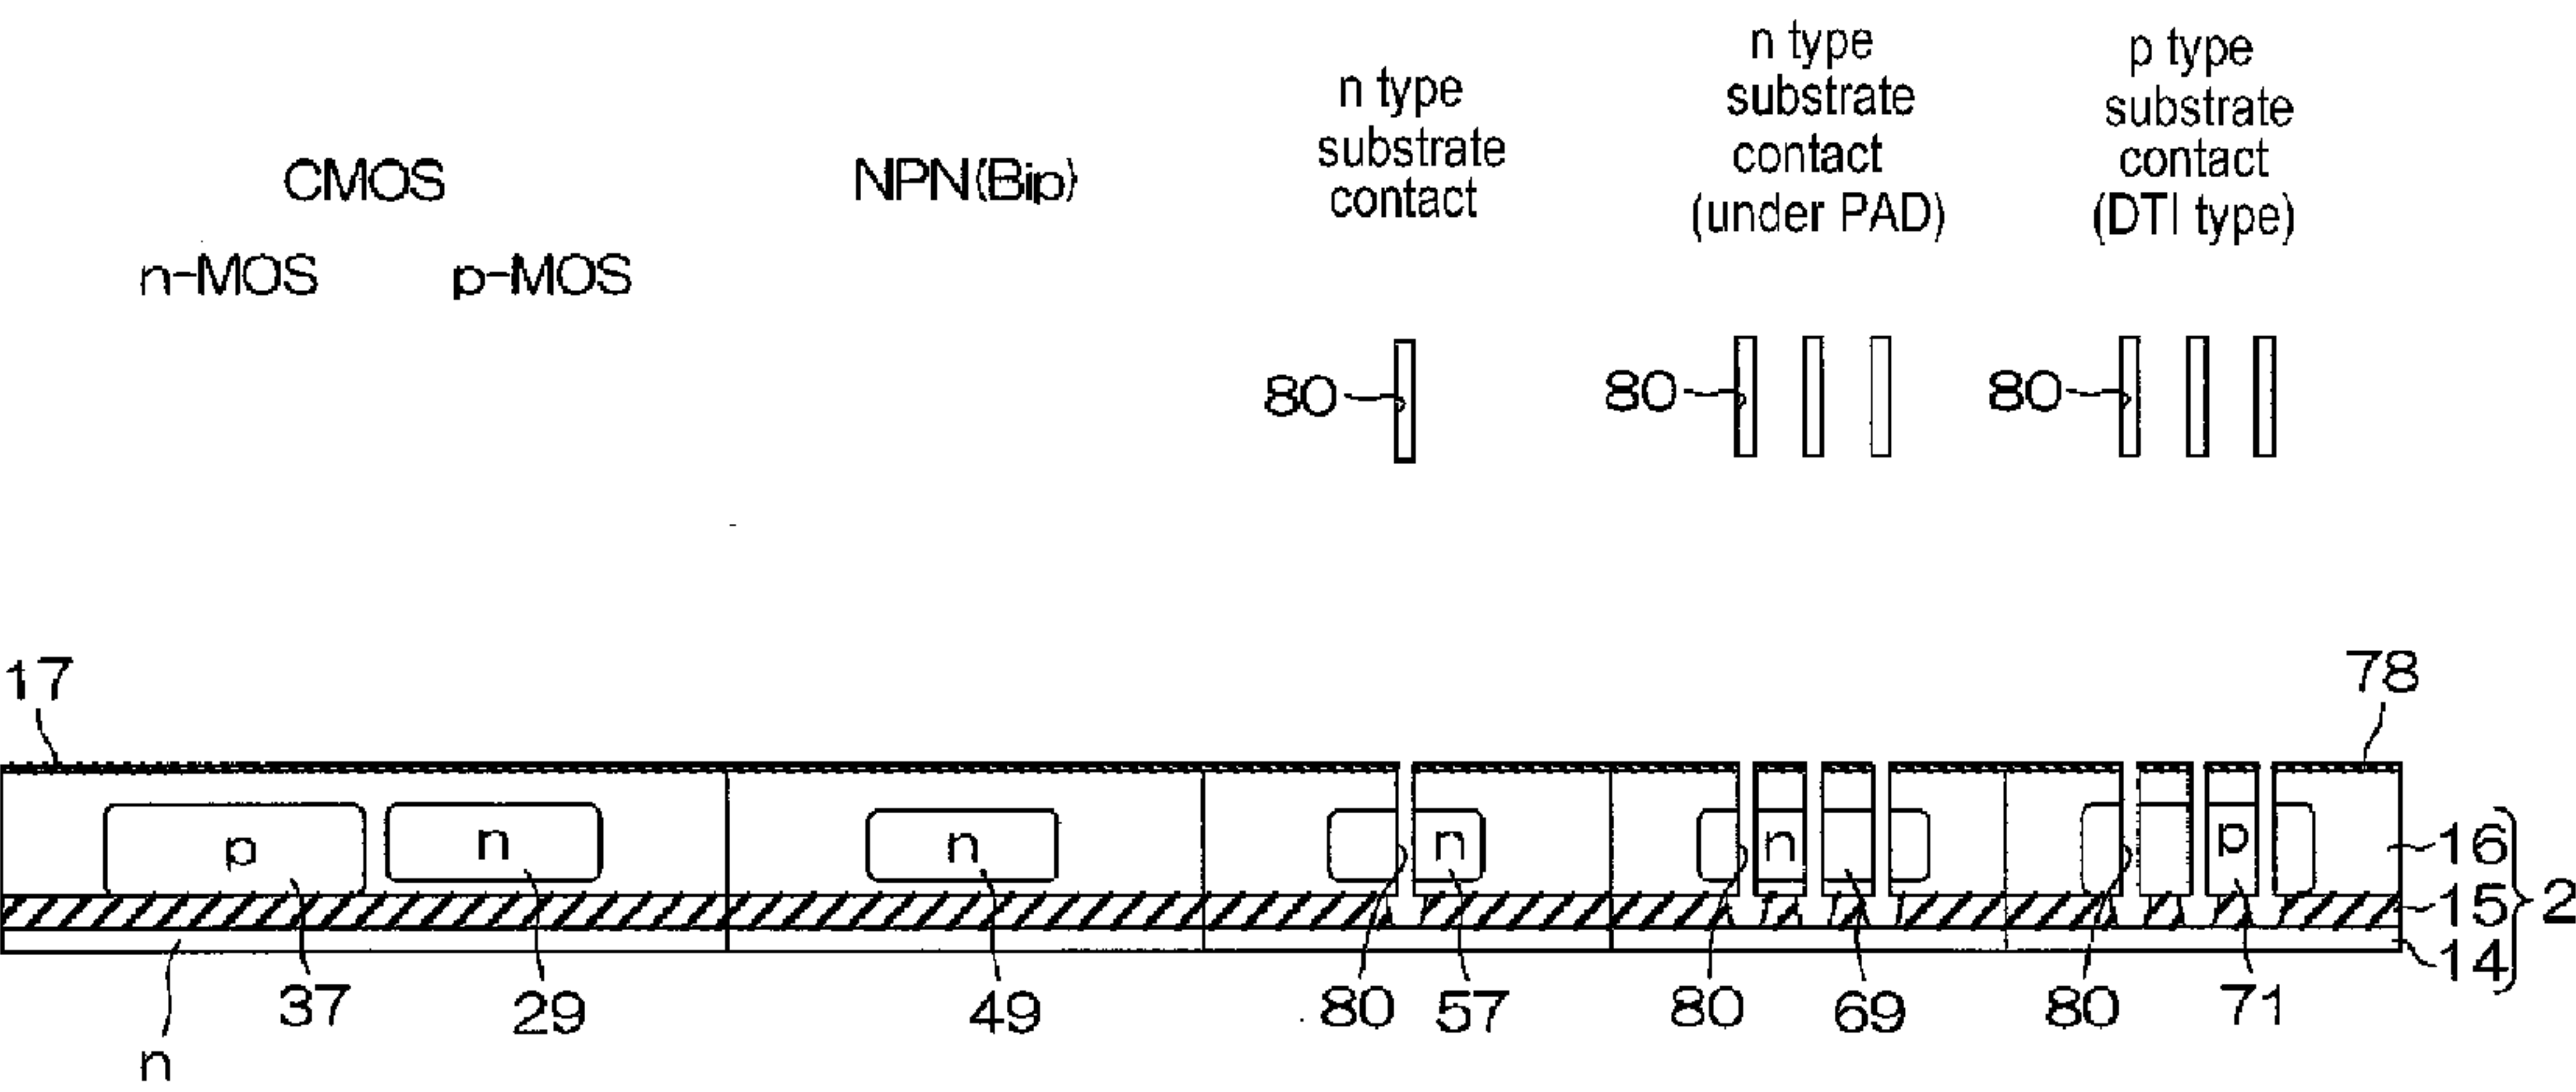 CMOS
n-MOS
p-MOS
NPN(Bip)
n type
substrate
contact
n type
substrate
contact
(under PAD)
p type
substrate
contact
(DTI type)
80
80
80
17
78
p
n
n
n
n
p
16
15
14
2
n
37
29
49
80
57
80
69
80
71